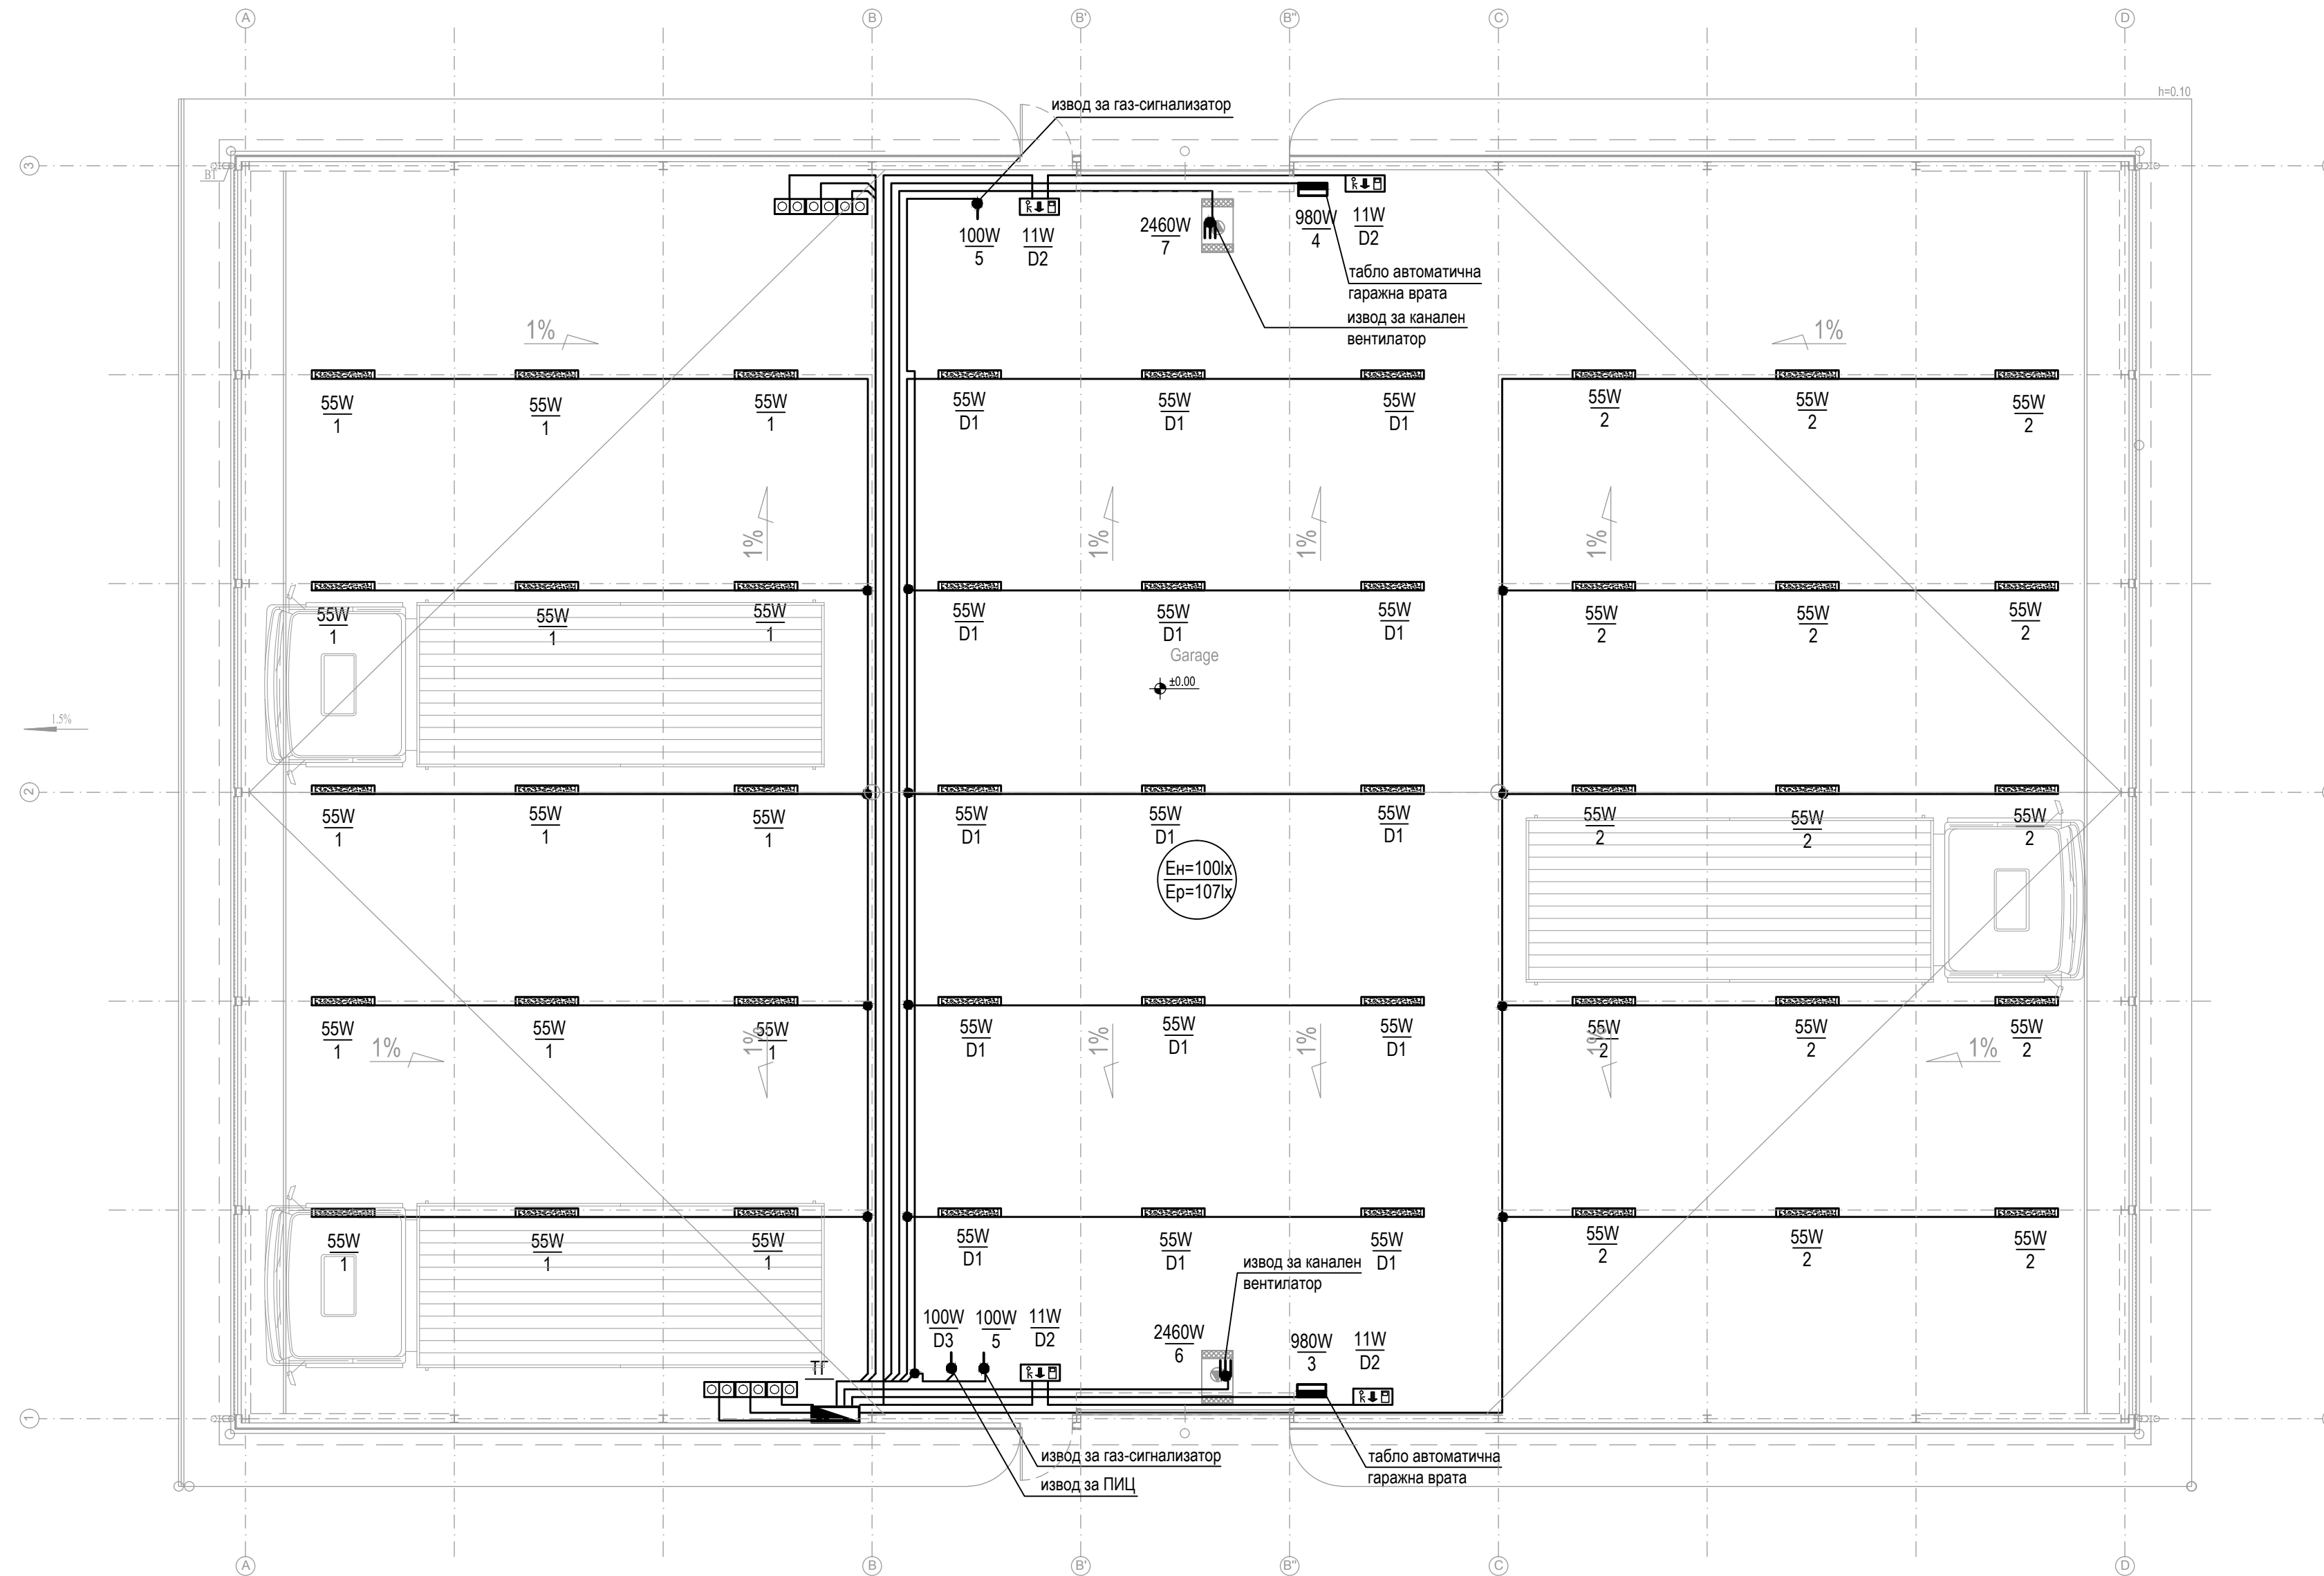 A
B
B'
B"
C
D
h=0.10
извод за газ-сигнализатор
3
ВТ
100W
5
11W
D2
2460W
7
980W
4
11W
D2
табло автоматична
гаражна врата
извод за канален
вентилатор
1%
1%
55W
1
55W
1
55W
1
55W
D1
55W
D1
55W
D1
55W
2
55W
2
55W
2
1%
1%
1%
1%
55W
1
55W
1
55W
1
55W
D1
55W
D1
55W
D1
55W
2
55W
2
55W
2
Garage
±0.00
1.5%
2
55W
1
55W
1
55W
1
55W
D1
55W
D1
55W
D1
55W
2
55W
2
55W
2
Ен=100lx
Ер=107lx
55W
1
55W
1
55W
1
55W
D1
55W
D1
55W
D1
55W
2
55W
2
55W
2
1%
1%
1%
1%
1%
1%
55W
1
55W
1
55W
1
55W
D1
55W
D1
55W
D1
55W
2
55W
2
55W
2
извод за канален
вентилатор
100W
D3
100W
5
11W
D2
2460W
6
980W
3
11W
D2
ТГ
1
извод за газ-сигнализатор
извод за ПИЦ
табло автоматична
гаражна врата
A
B
B'
B"
C
D